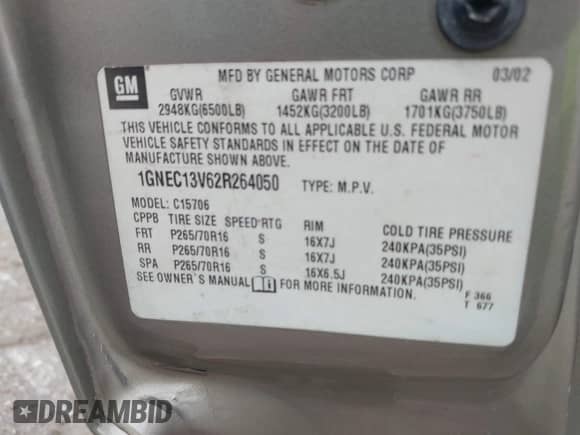 GM
MFD BY GENERAL MOTORS CORP 03/02
GVWR GAWR FRT GAWR RR
2948KG(6500LB) 1452KG(3200LB) 1701KG(3750LB)
THIS VEHICLE CONFORMS TO ALL APPLICABLE U.S. FEDERAL MOTOR
VEHICLE SAFETY STANDARDS IN EFFECT ON THE DATE OF
MANUFACTURE SHOWN ABOVE.
1GNEC13V62R264050 TYPE: M.P.V.
MODEL: C15706
CPPB TIRE SIZE SPEED RTG RIM COLD TIRE PRESSURE
FRT P265/70R16 S 16X7J 240KPA(35PSI)
RR P265/70R16 S 16X7J 240KPA(35PSI)
SPA P265/70R16 S 16X6.5J 240KPA(35PSI)
SEE OWNER'S MANUAL FOR MORE INFORMATION.
F 366
T 677
DREAMBID